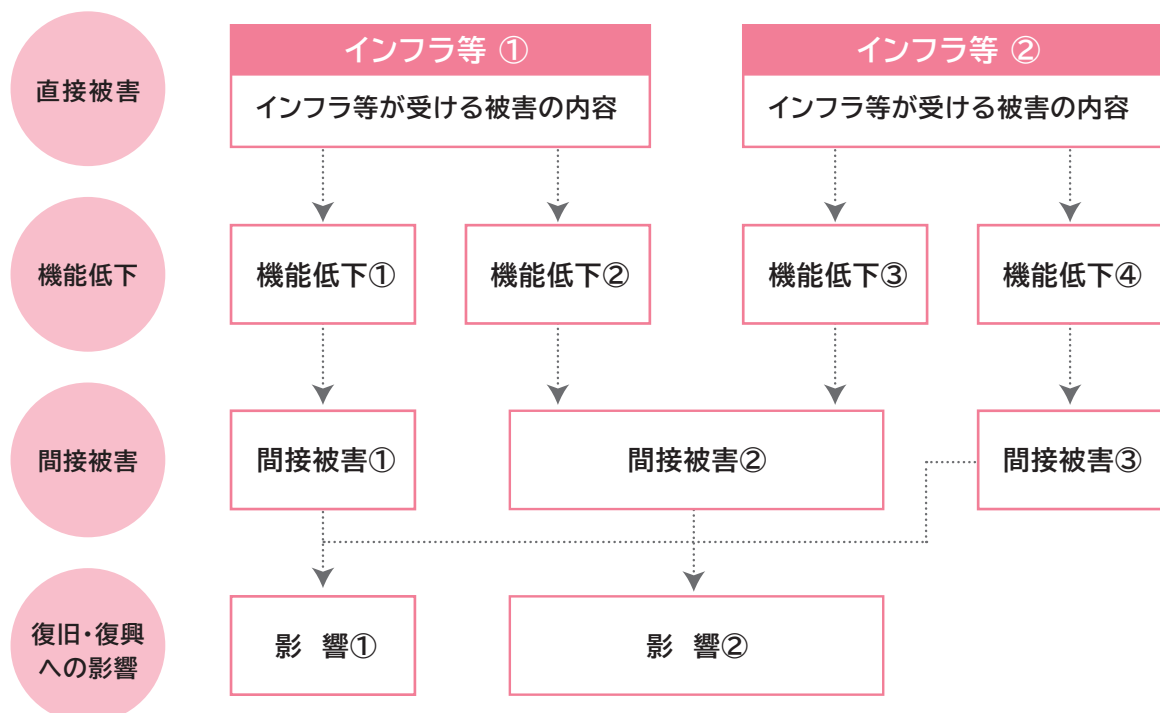 直接被害
インフラ等 ①
インフラ等 ②
インフラ等が受ける被害の内容
インフラ等が受ける被害の内容
機能低下
機能低下①
機能低下②
機能低下③
機能低下④
間接被害
間接被害①
間接被害②
間接被害③
復旧・復興
への影響
影 響①
影 響②